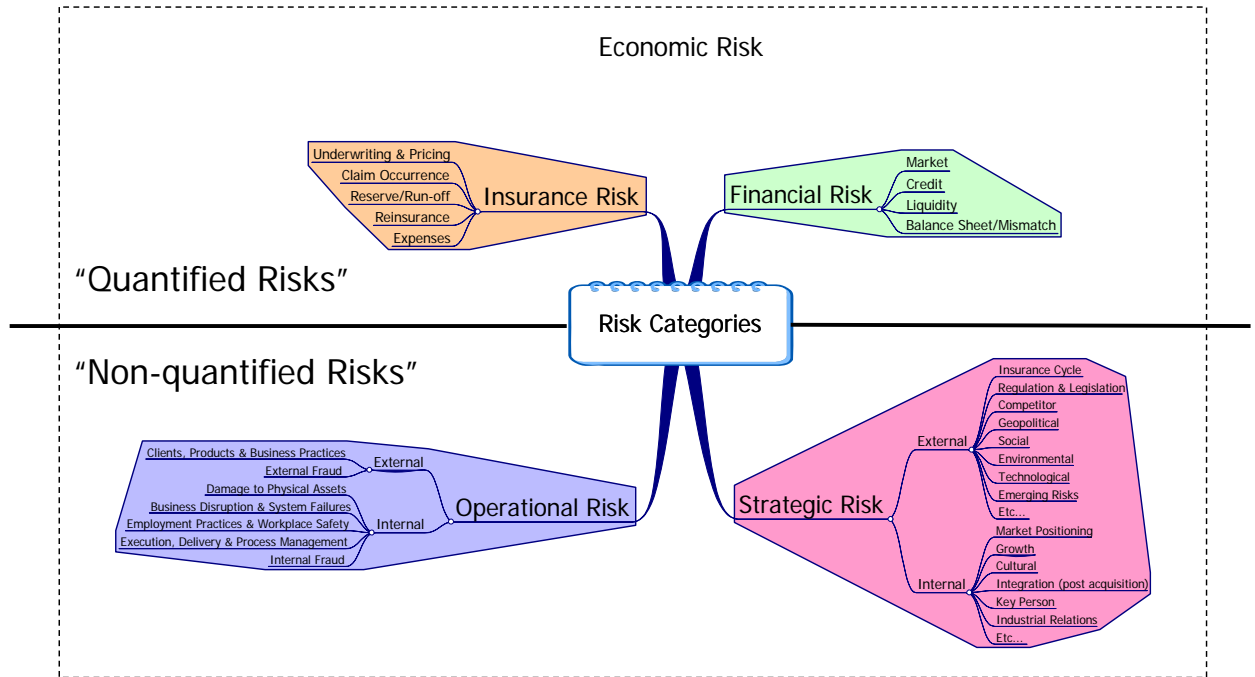 Economic Risk
Underwriting & Pricing
Claim Occurrence
Reserve/Run-off
Reinsurance
Expenses
Insurance Risk
Financial Risk
Market
Credit
Liquidity
Balance Sheet/Mismatch
“Quantified Risks”
Risk Categories
“Non-quantified Risks”
Clients, Products & Business Practices
External Fraud
External
Damage to Physical Assets
Business Disruption & System Failures
Employment Practices & Workplace Safety
Execution, Delivery & Process Management
Internal Fraud
Internal
Operational Risk
Strategic Risk
External
Insurance Cycle
Regulation & Legislation
Competitor
Geopolitical
Social
Environmental
Technological
Emerging Risks
Etc...
Internal
Market Positioning
Growth
Cultural
Integration (post acquisition)
Key Person
Industrial Relations
Etc...